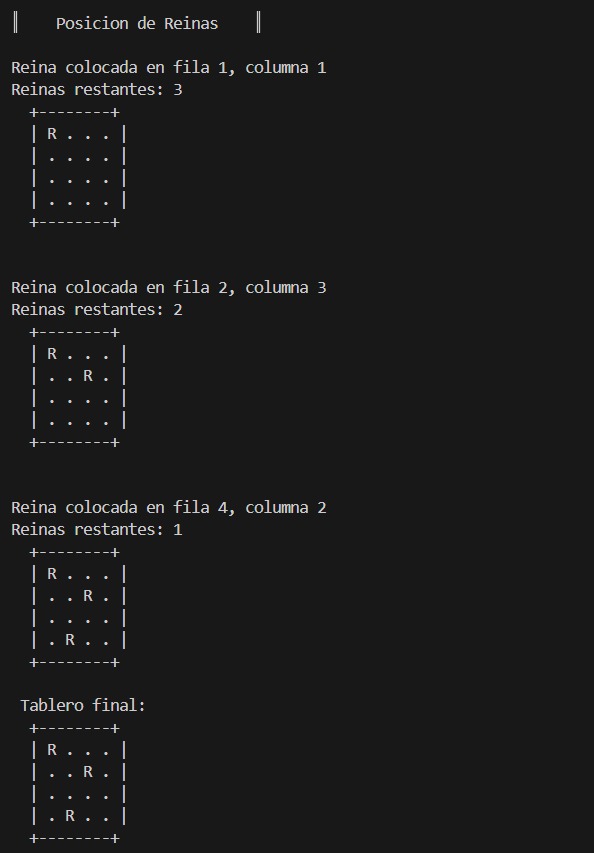 ║    Posicion de Reinas    ║
Reina colocada en fila 1, columna 1
Reinas restantes: 3
  +--------+
  | R . . . |
  | . . . . |
  | . . . . |
  | . . . . |
  +--------+
Reina colocada en fila 2, columna 3
Reinas restantes: 2
  +--------+
  | R . . . |
  | . . R . |
  | . . . . |
  | . . . . |
  +--------+
Reina colocada en fila 4, columna 2
Reinas restantes: 1
  +--------+
  | R . . . |
  | . . R . |
  | . . . . |
  | . R . . |
  +--------+
 Tablero final:
  +--------+
  | R . . . |
  | . . R . |
  | . . . . |
  | . R . . |
  +--------+